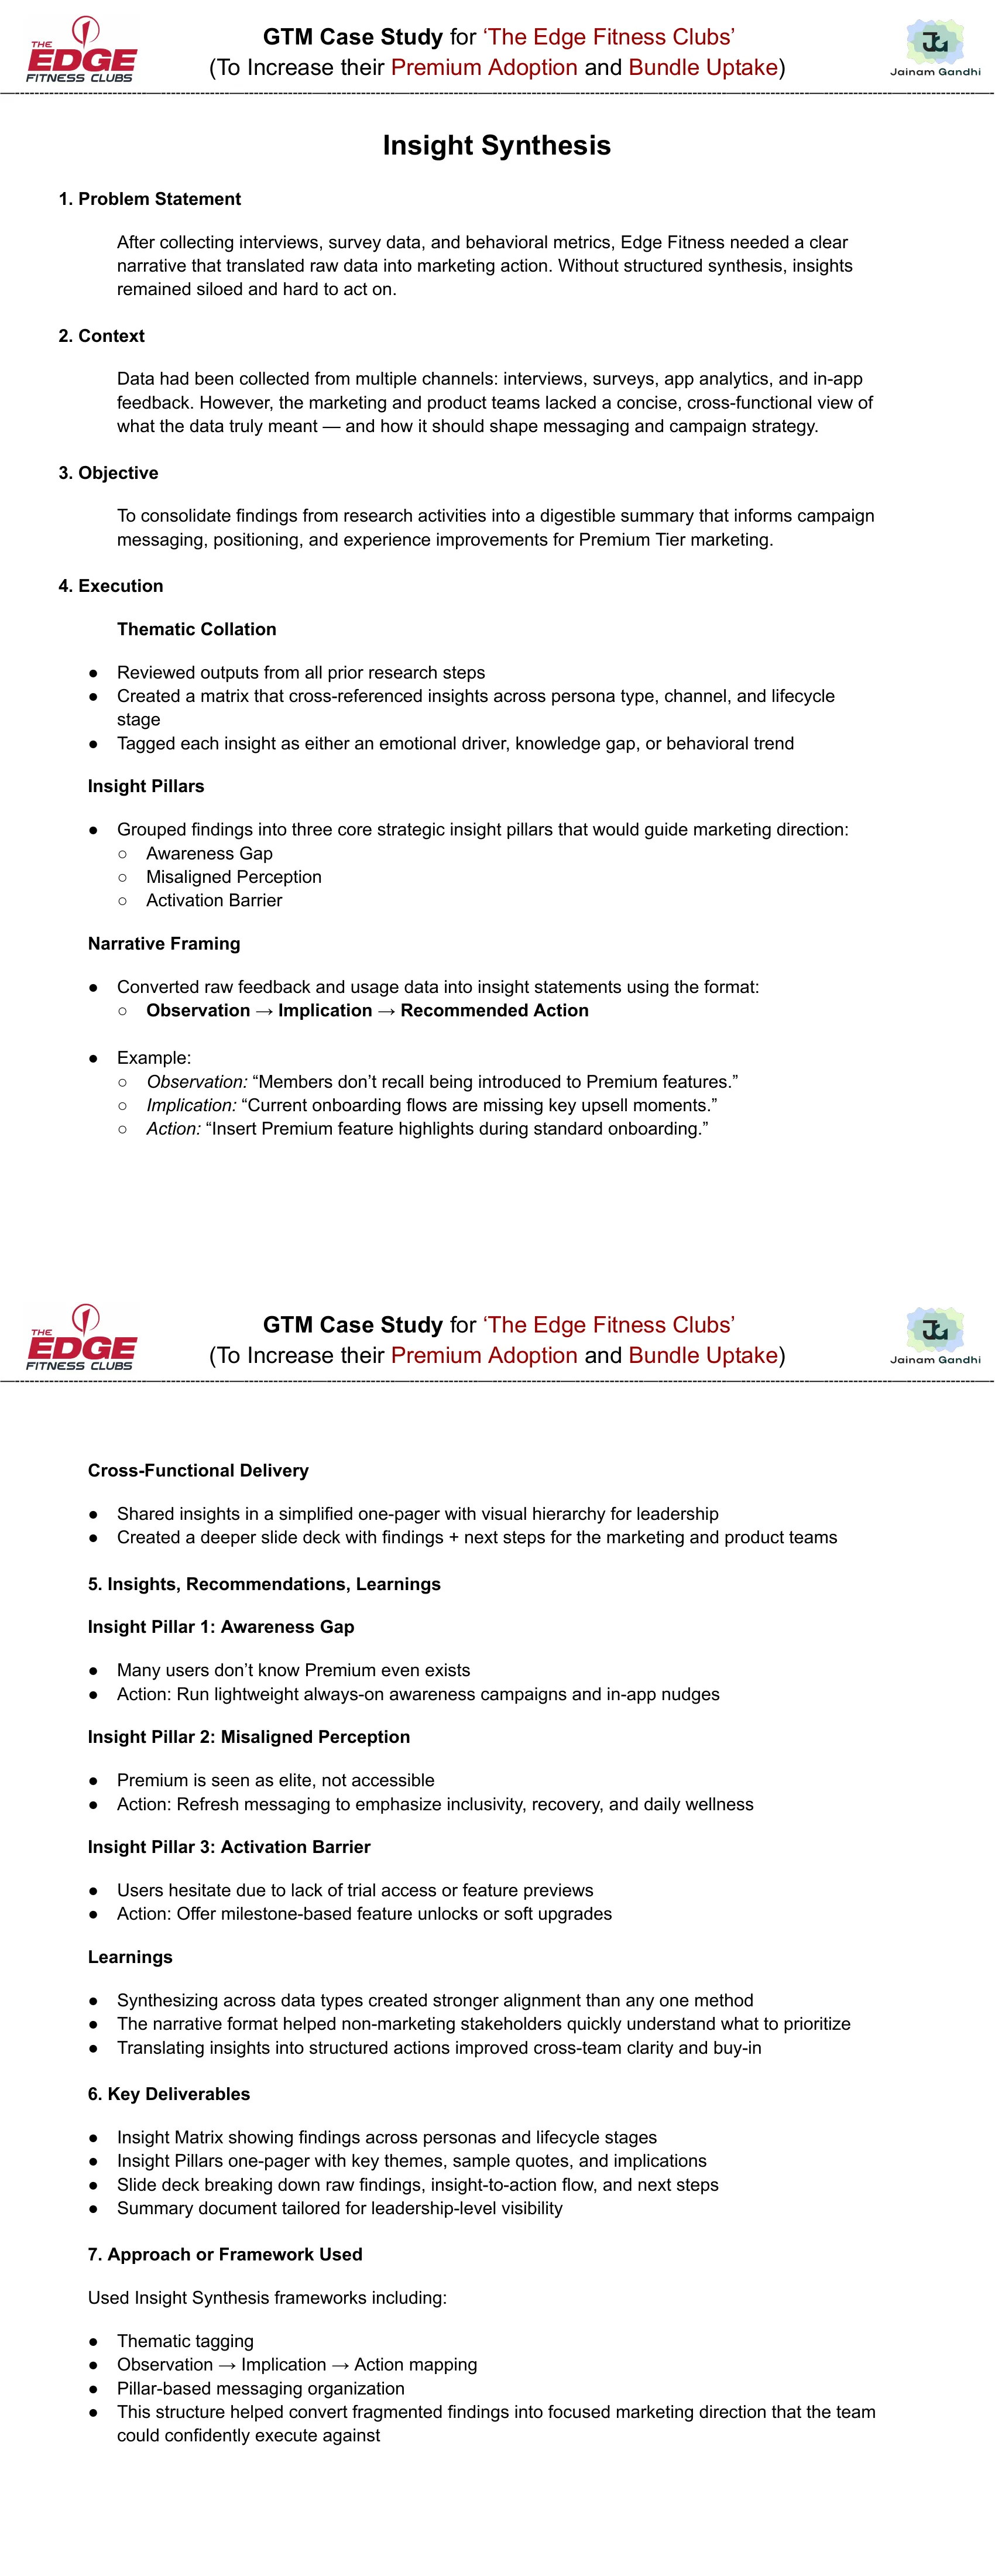 THE
EDGE
FITNESS CLUBS
GTM Case Study for ‘The Edge Fitness Clubs’
(To Increase their Premium Adoption and Bundle Uptake)
JG
Jainam Gandhi
Insight Synthesis
1. Problem Statement
After collecting interviews, survey data, and behavioral metrics, Edge Fitness needed a clear
narrative that translated raw data into marketing action. Without structured synthesis, insights
remained siloed and hard to act on.
2. Context
Data had been collected from multiple channels: interviews, surveys, app analytics, and in-app
feedback. However, the marketing and product teams lacked a concise, cross-functional view of
what the data truly meant — and how it should shape messaging and campaign strategy.
3. Objective
To consolidate findings from research activities into a digestible summary that informs campaign
messaging, positioning, and experience improvements for Premium Tier marketing.
4. Execution
Thematic Collation
● Reviewed outputs from all prior research steps
● Created a matrix that cross-referenced insights across persona type, channel, and lifecycle
stage
● Tagged each insight as either an emotional driver, knowledge gap, or behavioral trend
Insight Pillars
● Grouped findings into three core strategic insight pillars that would guide marketing direction:
○ Awareness Gap
○ Misaligned Perception
○ Activation Barrier
Narrative Framing
● Converted raw feedback and usage data into insight statements using the format:
○ Observation → Implication → Recommended Action
● Example:
○ Observation: “Members don’t recall being introduced to Premium features.”
○ Implication: “Current onboarding flows are missing key upsell moments.”
○ Action: “Insert Premium feature highlights during standard onboarding.”
THE
EDGE
FITNESS CLUBS
GTM Case Study for ‘The Edge Fitness Clubs’
(To Increase their Premium Adoption and Bundle Uptake)
JG
Jainam Gandhi
Cross-Functional Delivery
● Shared insights in a simplified one-pager with visual hierarchy for leadership
● Created a deeper slide deck with findings + next steps for the marketing and product teams
5. Insights, Recommendations, Learnings
Insight Pillar 1: Awareness Gap
● Many users don’t know Premium even exists
● Action: Run lightweight always-on awareness campaigns and in-app nudges
Insight Pillar 2: Misaligned Perception
● Premium is seen as elite, not accessible
● Action: Refresh messaging to emphasize inclusivity, recovery, and daily wellness
Insight Pillar 3: Activation Barrier
● Users hesitate due to lack of trial access or feature previews
● Action: Offer milestone-based feature unlocks or soft upgrades
Learnings
● Synthesizing across data types created stronger alignment than any one method
● The narrative format helped non-marketing stakeholders quickly understand what to prioritize
● Translating insights into structured actions improved cross-team clarity and buy-in
6. Key Deliverables
● Insight Matrix showing findings across personas and lifecycle stages
● Insight Pillars one-pager with key themes, sample quotes, and implications
● Slide deck breaking down raw findings, insight-to-action flow, and next steps
● Summary document tailored for leadership-level visibility
7. Approach or Framework Used
Used Insight Synthesis frameworks including:
● Thematic tagging
● Observation → Implication → Action mapping
● Pillar-based messaging organization
● This structure helped convert fragmented findings into focused marketing direction that the team
could confidently execute against